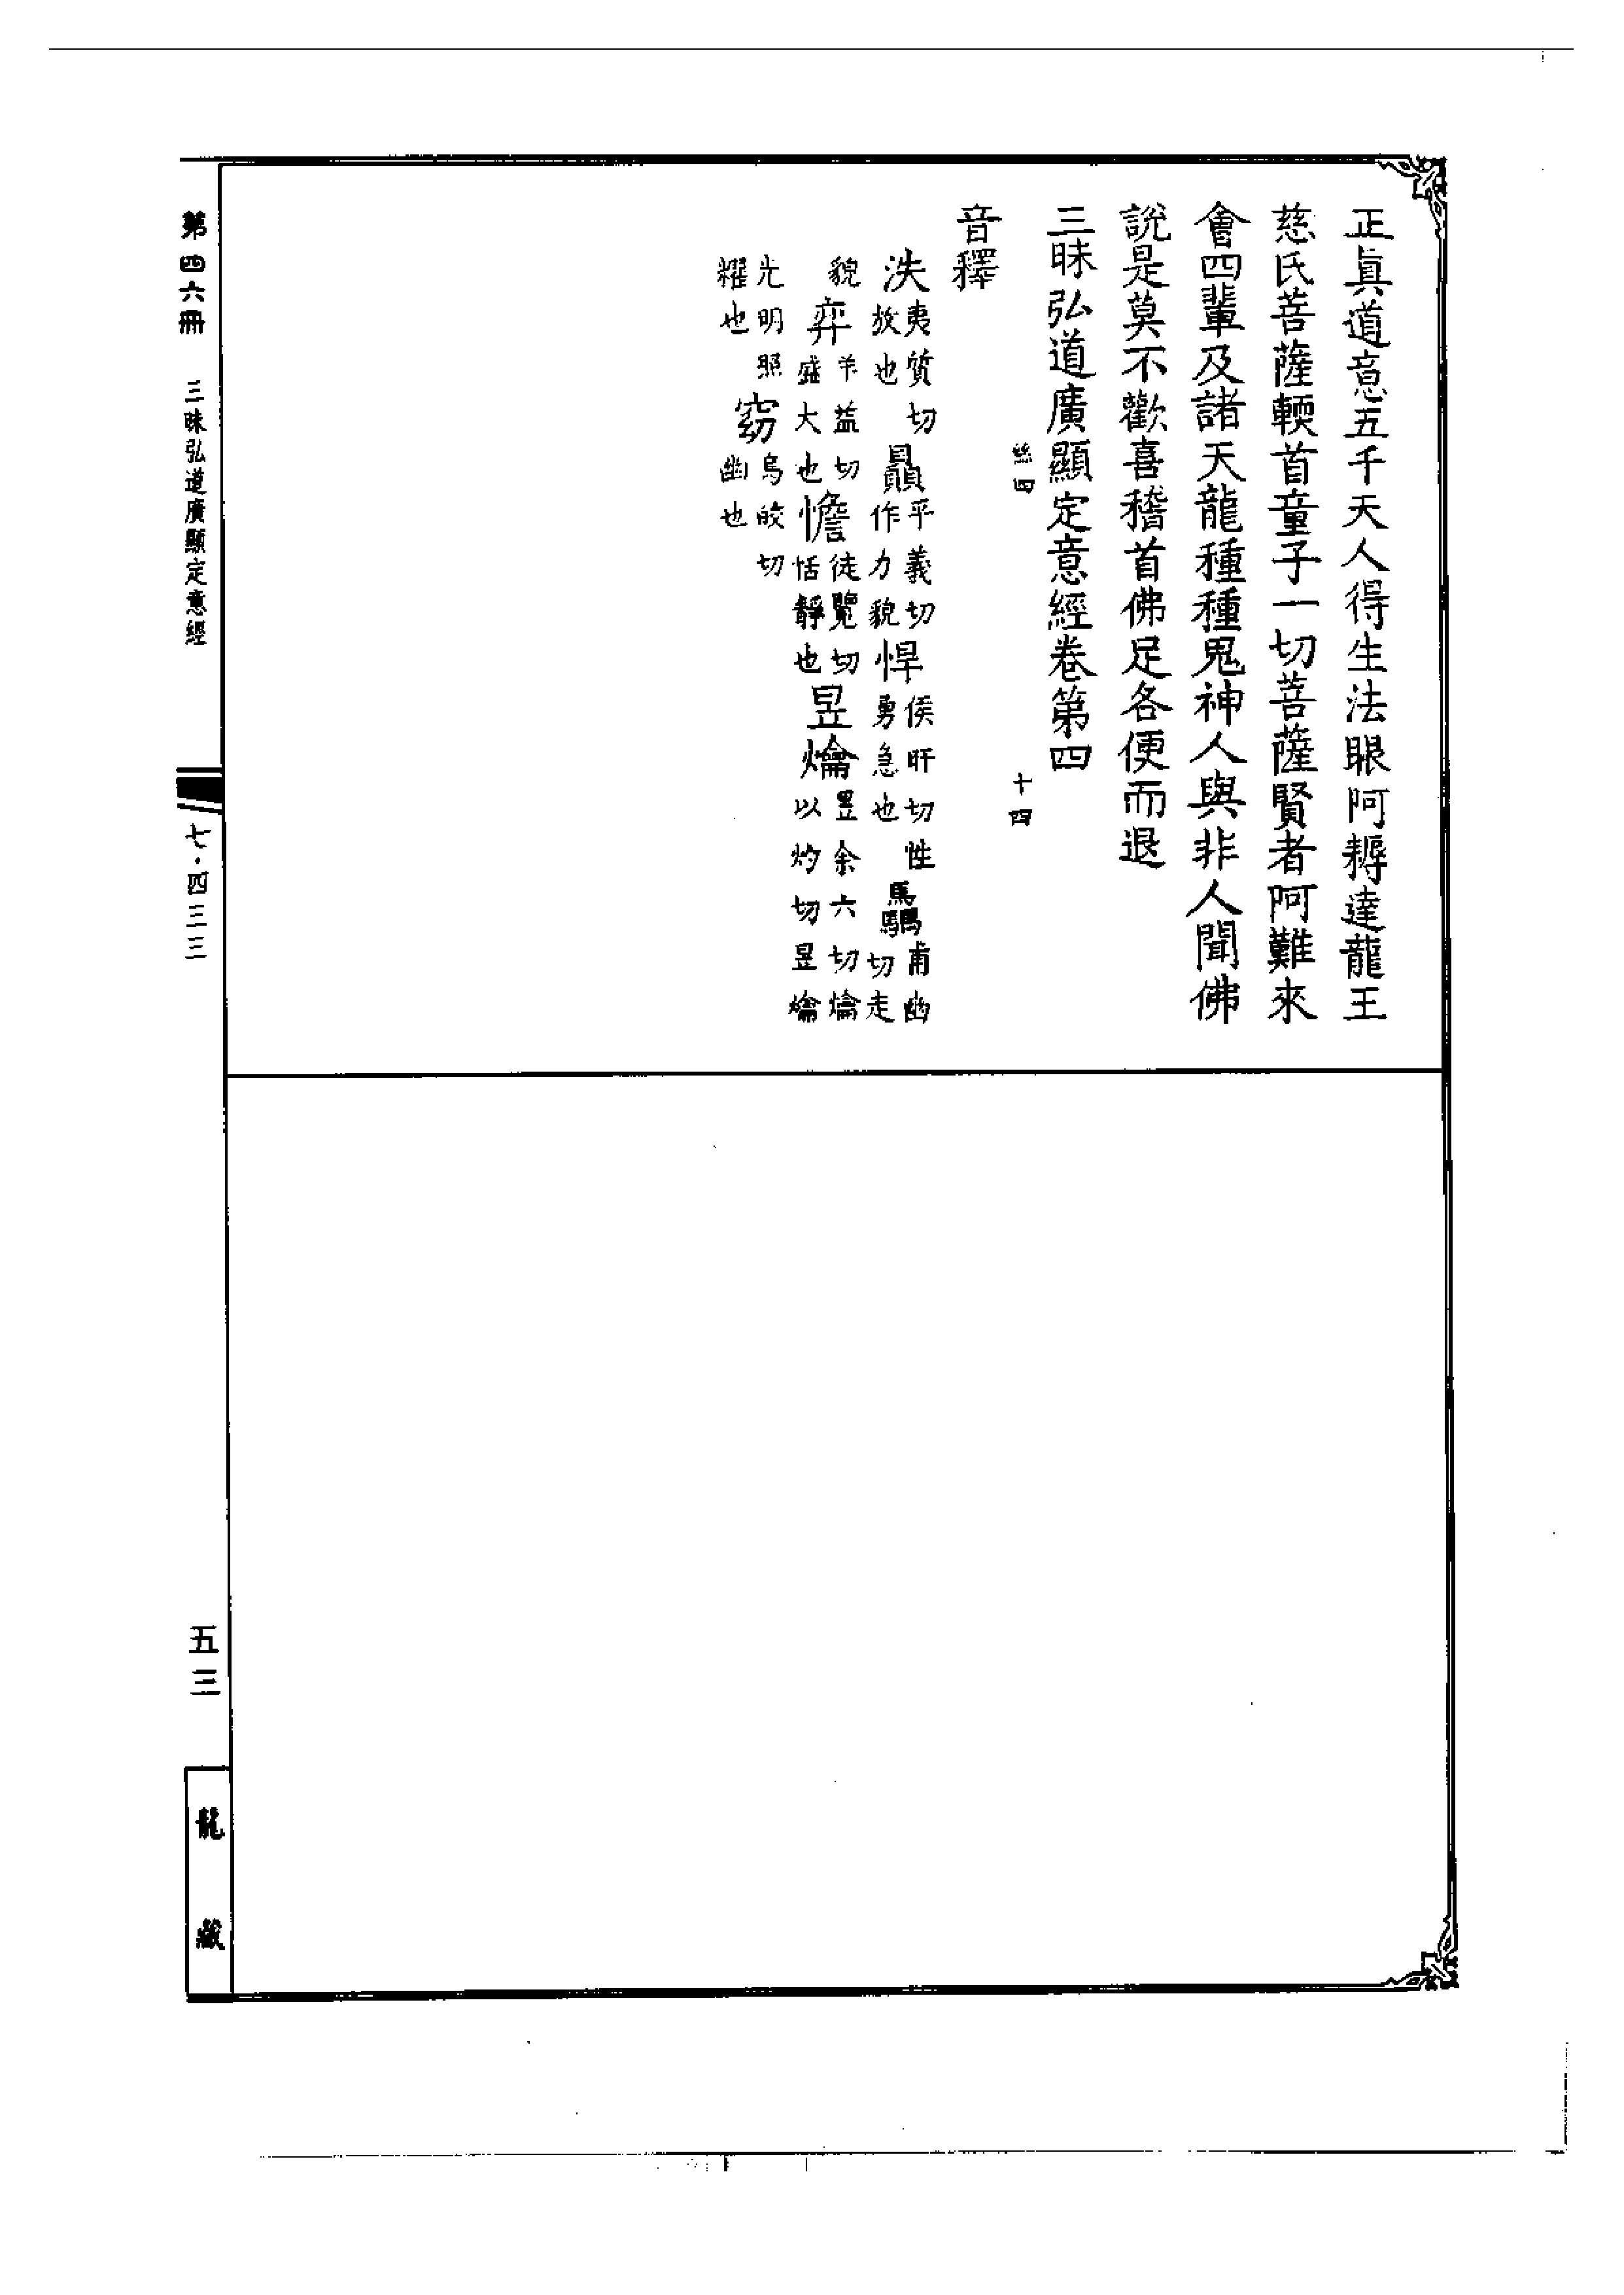 正眞道意五千天人得生法眼阿耨達龍王
慈氏菩薩輭首童子一切菩薩賢者阿難來
會四輩及諸天龍種種鬼神人與非人聞佛
說是莫不歡喜稽首佛足各便而退
三昧弘道廣顯定意經卷第四
絲四 十四
音釋
泆夷質切放也 贔平義切作力貌 悍侯旰切性勇急也 驫甫幽切走
貌 弈羊益切盛大也 憺徒覽切恬靜也 昱爚昱余六切爚以灼切昱爚
光明照耀也 窈烏皎切幽也
第四六冊 三昧弘道廣顯定意經
七·四三三
五三
龍藏